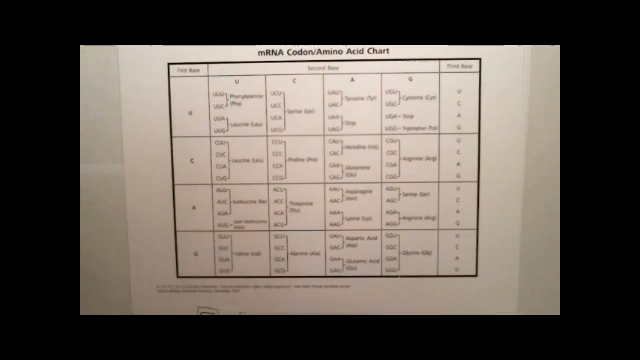 mRNA Codon/Amino Acid Chart
First Base Second Base Third Base
U C A G
U
UUU UUC Phenylalanine (Phe)
UUA UUG Leucine (Leu)
UCU UCC UCA UCG Serine (Ser)
UAU UAC Tyrosine (Tyr)
UAA UAG Stop
UGU UGC Cysteine (Cys)
UGA Stop
UGG Tryptophan (Trp)
U
C
A
G
C
CUU CUC CUA CUG Leucine (Leu)
CCU CCC CCA CCG Proline (Pro)
CAU CAC Histidine (His)
CAA CAG Glutamine
CGU CGC CGA CGG Arginine (Arg)
U
C
A
G
A
AUU AUC AUA Isoleucine (Ile)
AUG
ACU ACC ACA ACG Threonine (Thr)
AAU AAC Asparagine (Asn)
AAA AAG Lysine (Lys)
AGU AGC Serine (Ser)
AGA AGG Arginine (Arg)
U
C
A
G
G
GUU GUC GUA GUG Valine (Val)
GCU GCC GCA GCG Alanine (Ala)
GAU GAC Aspartic Acid (Asp)
GAA GAG Glutamic Acid (Glu)
GGU GGC GGA GGG Glycine (Gly)
U
C
A
G